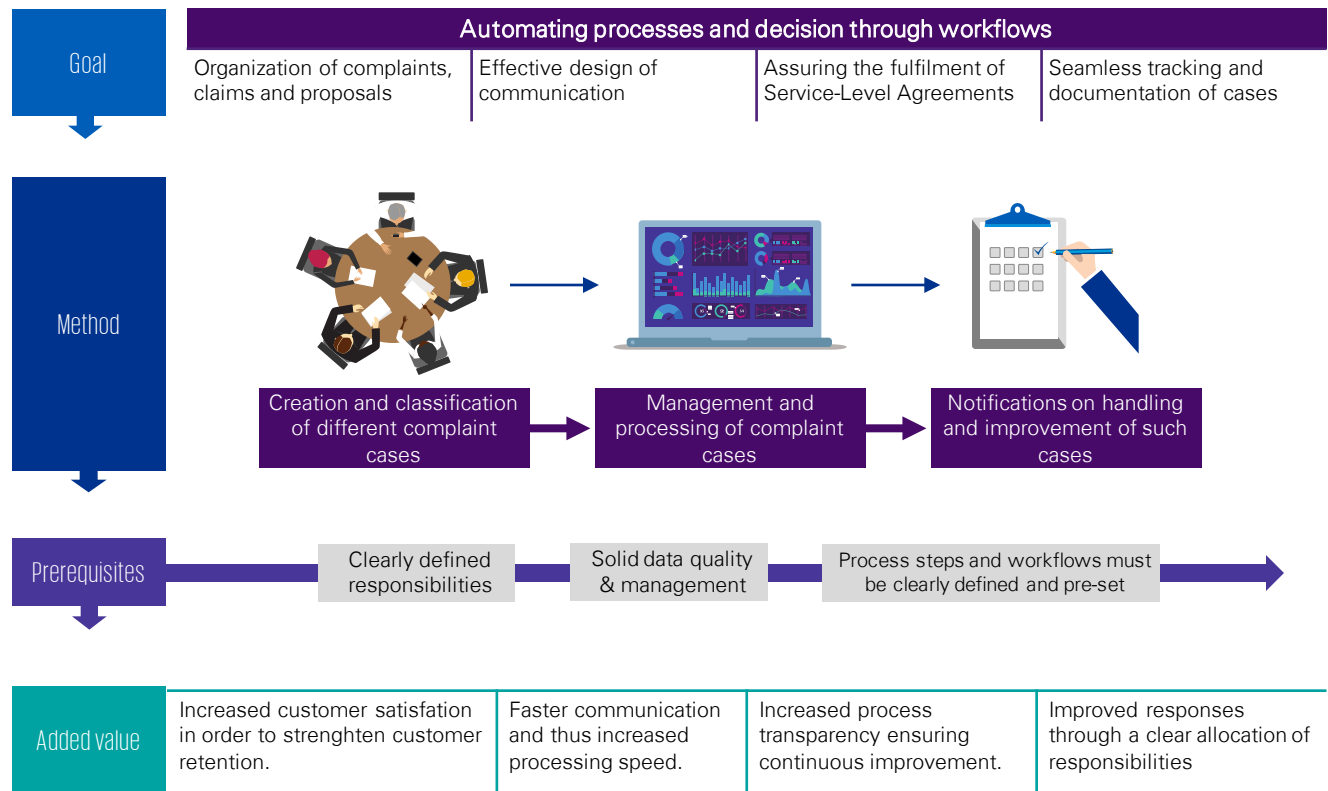 Goal
Automating processes and decision through workflows
Organization of complaints,
claims and proposals
Effective design of
communication
Assuring the fulfilment of
Service-Level Agreements
Seamless tracking and
documentation of cases
Method
Creation and classification
of different complaint
cases
Management and
processing of complaint
cases
Notifications on handling
and improvement of such
cases
Prerequisites
Clearly defined
responsibilities
Solid data quality
& management
Process steps and workflows must
be clearly defined and pre-set
Added value
Increased customer satisfation
in order to strenghten customer
retention.
Faster communication
and thus increased
processing speed.
Increased process
transparency ensuring
continuous improvement.
Improved responses
through a clear allocation of
responsibilities